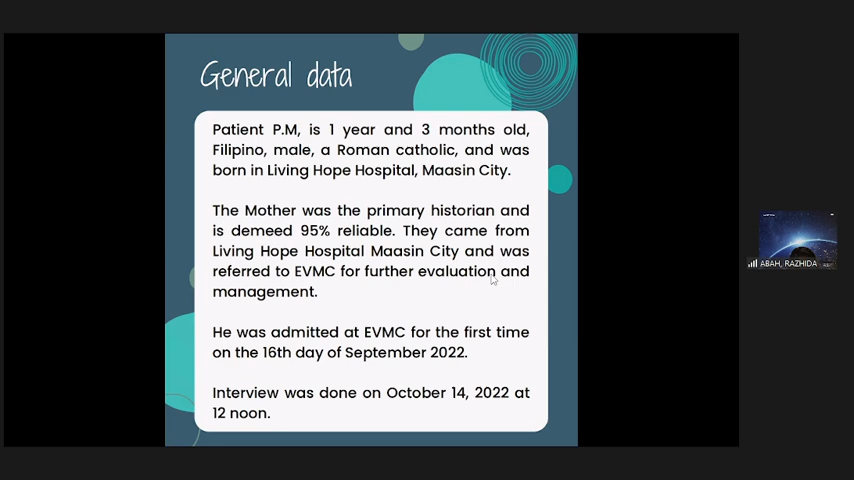 General data
Patient P.M, is 1 year and 3 months old,
Filipino, male, a Roman catholic, and was
born in Living Hope Hospital, Maasin City.
The Mother was the primary historian and
is demeed 95% reliable. They came from
Living Hope Hospital Maasin City and was
referred to EVMC for further evaluation and
management.
He was admitted at EVMC for the first time
on the 16th day of September 2022.
Interview was done on October 14, 2022 at
12 noon.
ABAH, RAZHIDA